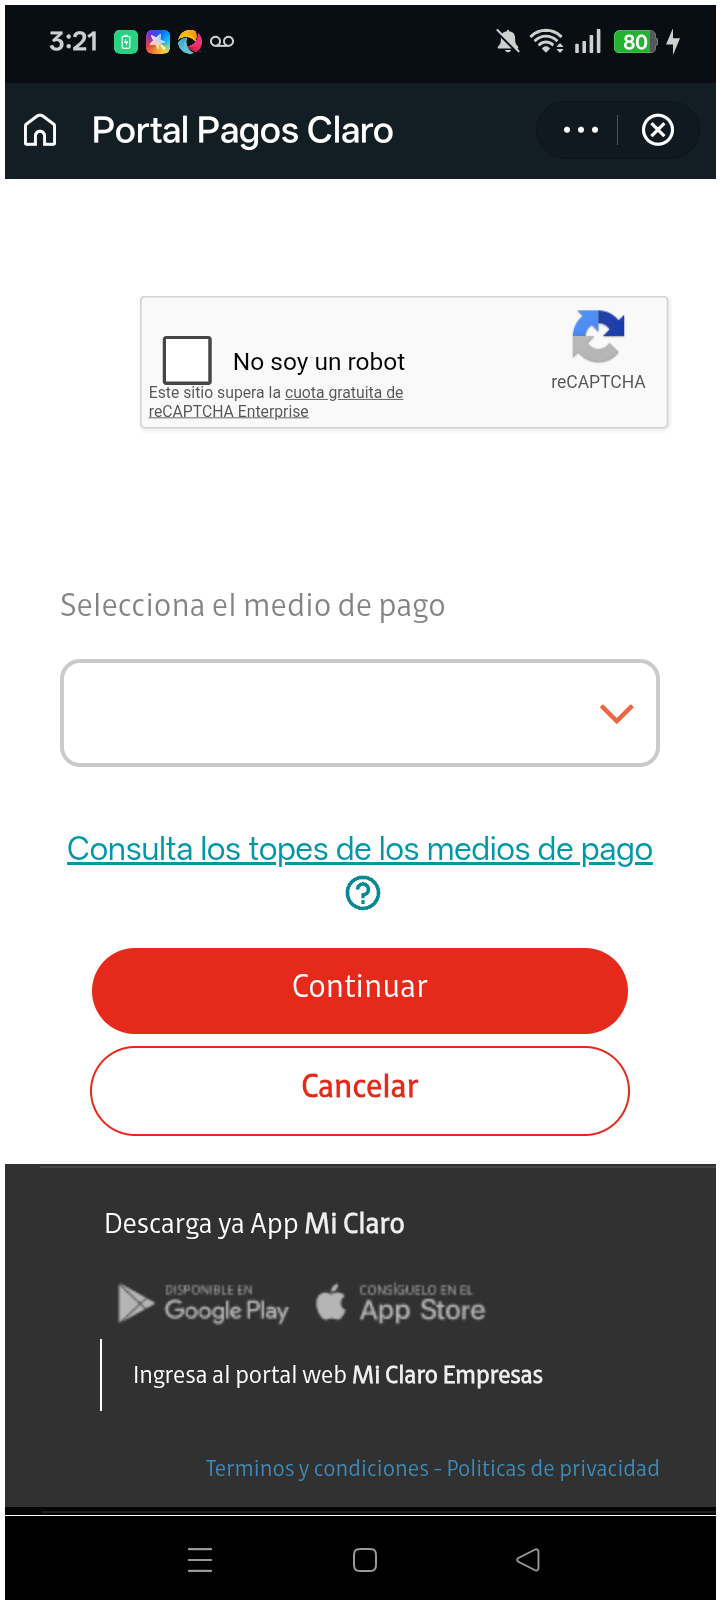 3:21
80
Portal Pagos Claro
No soy un robot
reCAPTCHA
Este sitio supera la cuota gratuita de
reCAPTCHA Enterprise
Selecciona el medio de pago
Consulta los topes de los medios de pago
?
Continuar
Cancelar
Descarga ya App Mi Claro
DISPONIBLE EN
Google Play
CONSÍGUELO EN EL
App Store
Ingresa al portal web Mi Claro Empresas
Terminos y condiciones - Politicas de privacidad